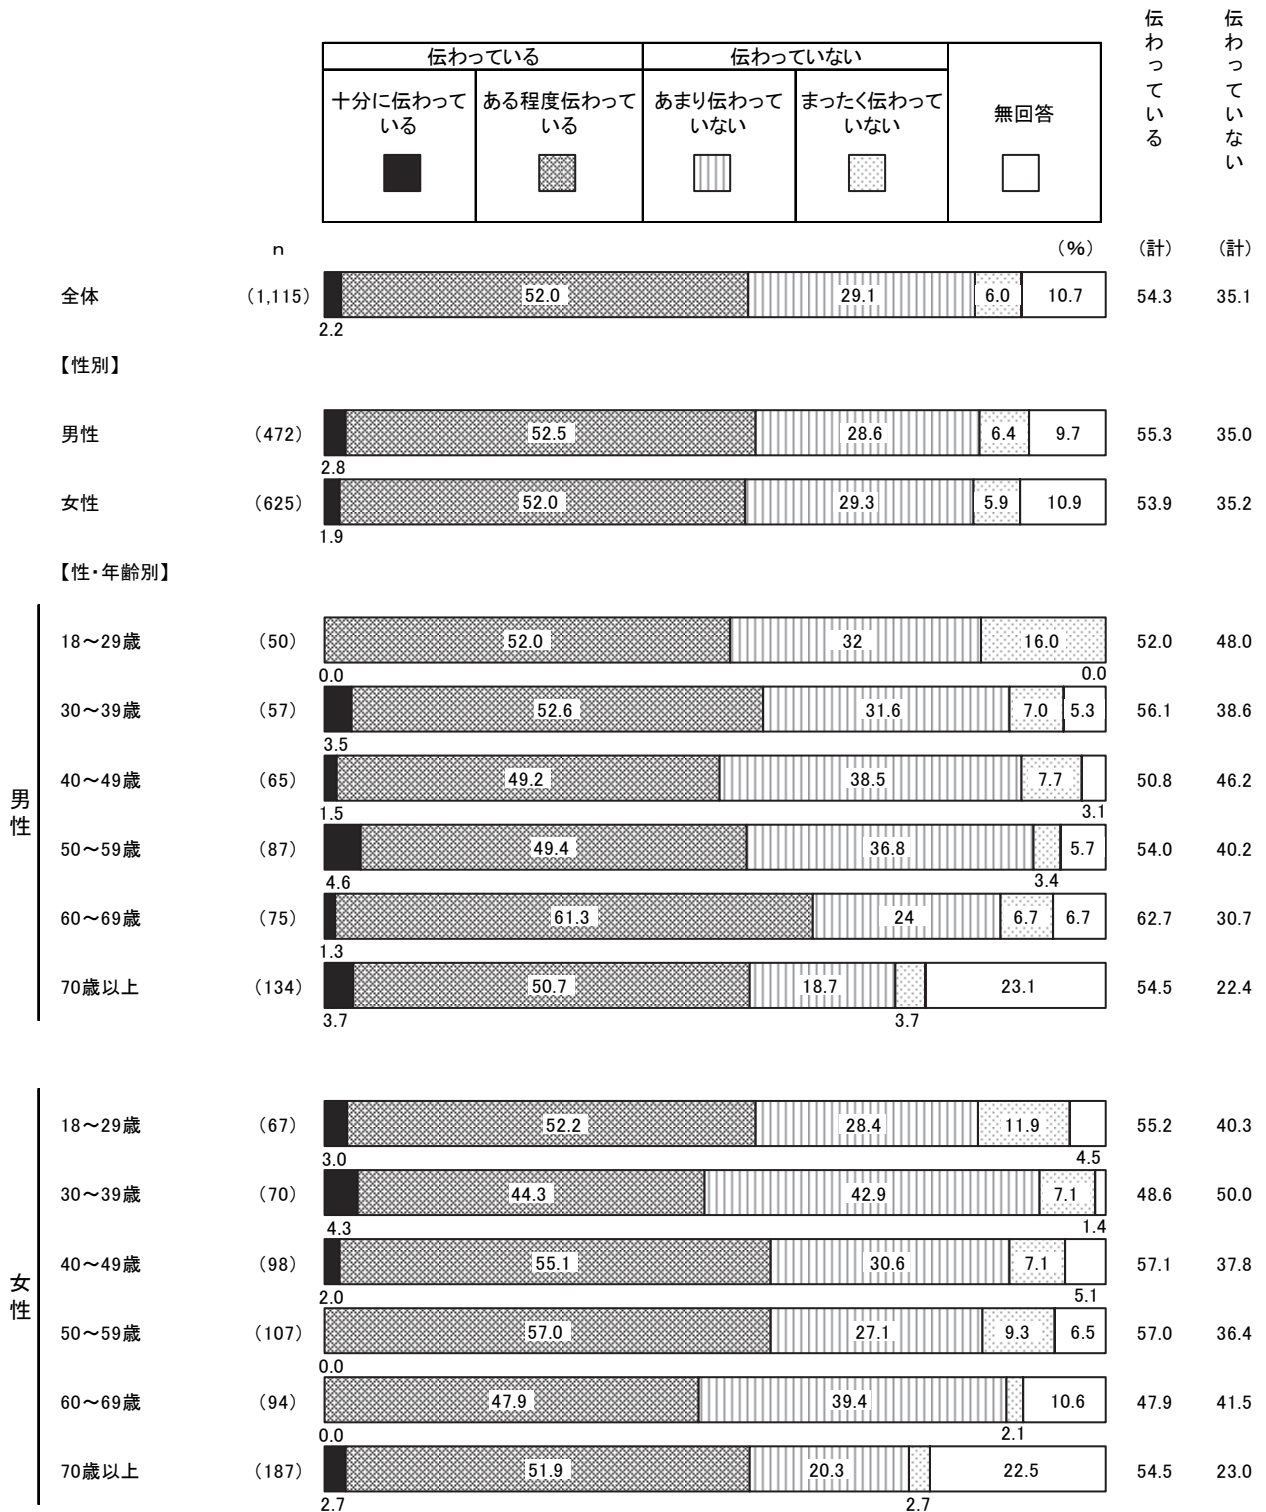 伝わっている
伝わっていない
伝わっている 伝わっていない
十分に伝わって
いる
ある程度伝わって
いる
あまり伝わって
いない
まったく伝わって
いない
無回答
n (%) (計) (計)
全体 (1,115) 52.0 29.1 6.0 10.7 54.3 35.1
2.2
【性別】
男性 (472) 52.5 28.6 6.4 9.7 55.3 35.0
2.8
女性 (625) 52.0 29.3 5.9 10.9 53.9 35.2
1.9
【性・年齢別】
男性
18～29歳 (50) 52.0 32 16.0 52.0 48.0
0.0 0.0
30～39歳 (57) 52.6 31.6 7.0 5.3 56.1 38.6
3.5
40～49歳 (65) 49.2 38.5 7.7 50.8 46.2
1.5 3.1
50～59歳 (87) 49.4 36.8 5.7 54.0 40.2
4.6 3.4
60～69歳 (75) 61.3 24 6.7 6.7 62.7 30.7
1.3
70歳以上 (134) 50.7 18.7 23.1 54.5 22.4
3.7 3.7
女性
18～29歳 (67) 52.2 28.4 11.9 55.2 40.3
3.0 4.5
30～39歳 (70) 44.3 42.9 7.1 48.6 50.0
4.3 1.4
40～49歳 (98) 55.1 30.6 7.1 57.1 37.8
2.0 5.1
50～59歳 (107) 57.0 27.1 9.3 6.5 57.0 36.4
0.0
60～69歳 (94) 47.9 39.4 10.6 47.9 41.5
0.0 2.1
70歳以上 (187) 51.9 20.3 22.5 54.5 23.0
2.7 2.7